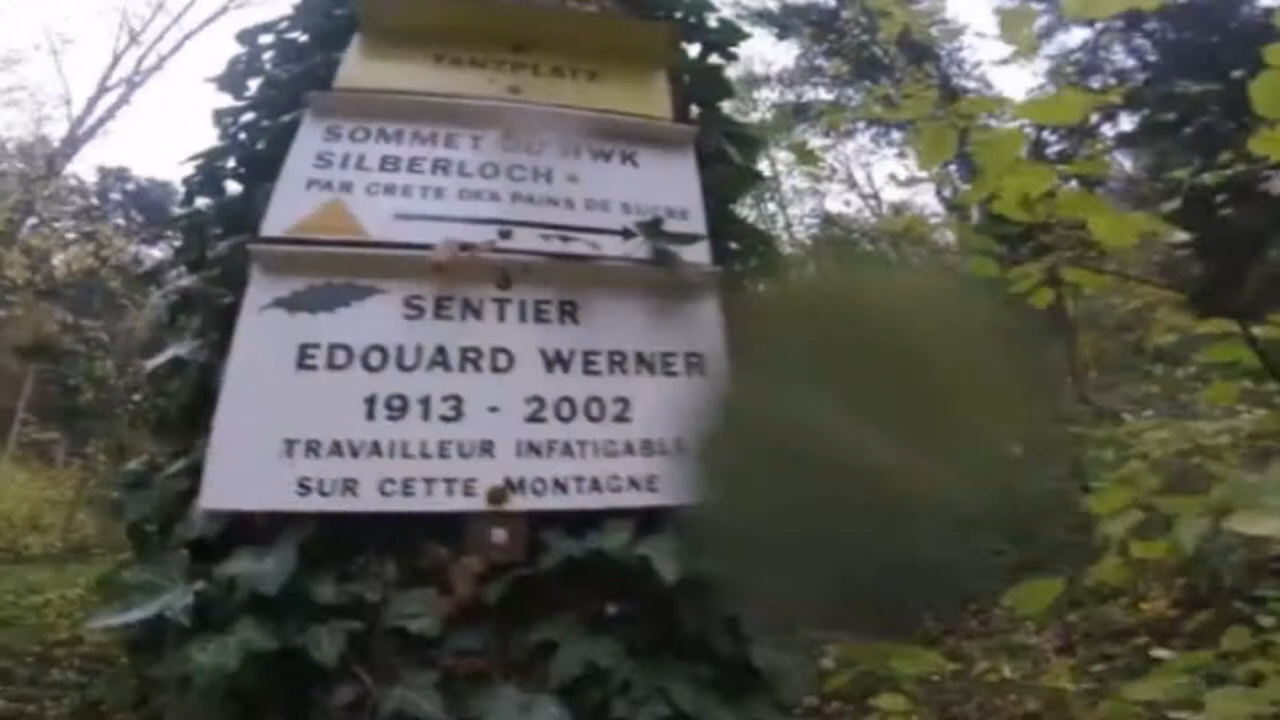 TANZPLATZ
SOMMET DU HWK
SILBERLOCH
PAR CRETE DES PAINS DE SUCRE
SENTIER
EDOUARD WERNER
1913 - 2002
TRAVAILLEUR INFATIGABLE
SUR CETTE MONTAGNE